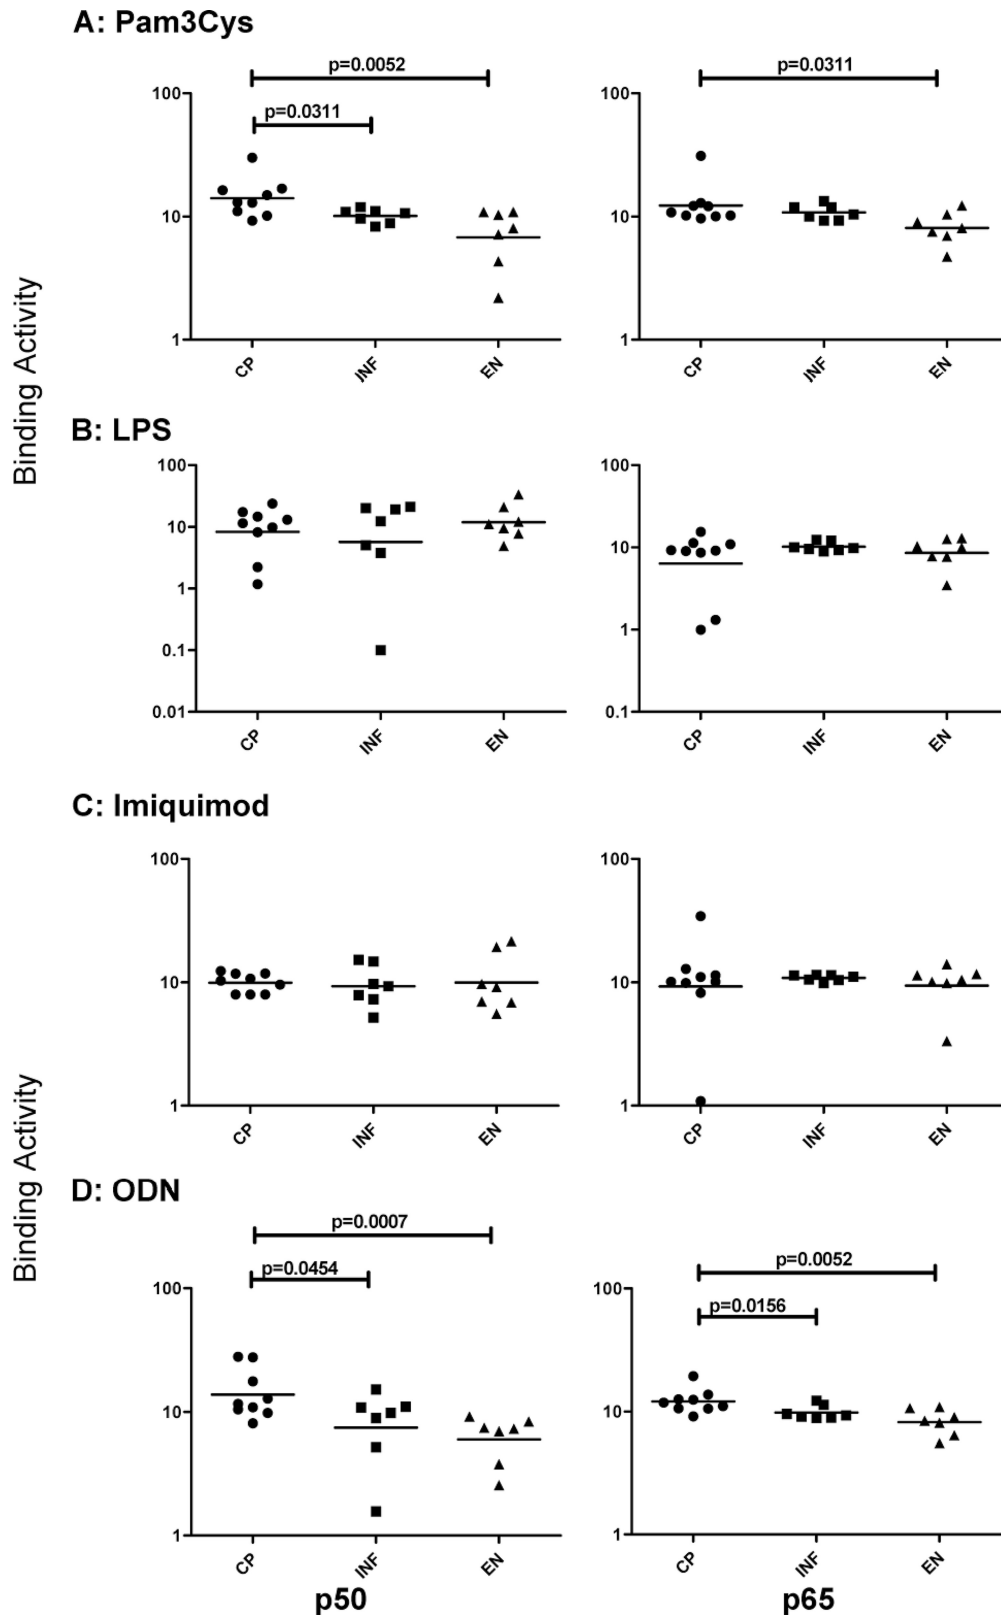 A: Pam3Cys
p=0.0052
p=0.0311
100
10
1
CP
INF
EN
p=0.0311
100
10
1
CP
INF
EN
Binding Activity
B: LPS
100
10
1
0.1
0.01
CP
INF
EN
100
10
1
0.1
CP
INF
EN
C: Imiquimod
100
10
1
CP
INF
EN
100
10
1
CP
INF
EN
Binding Activity
D: ODN
p=0.0007
p=0.0454
100
10
1
CP
INF
EN
p50
p=0.0052
p=0.0156
100
10
1
CP
INF
EN
p65